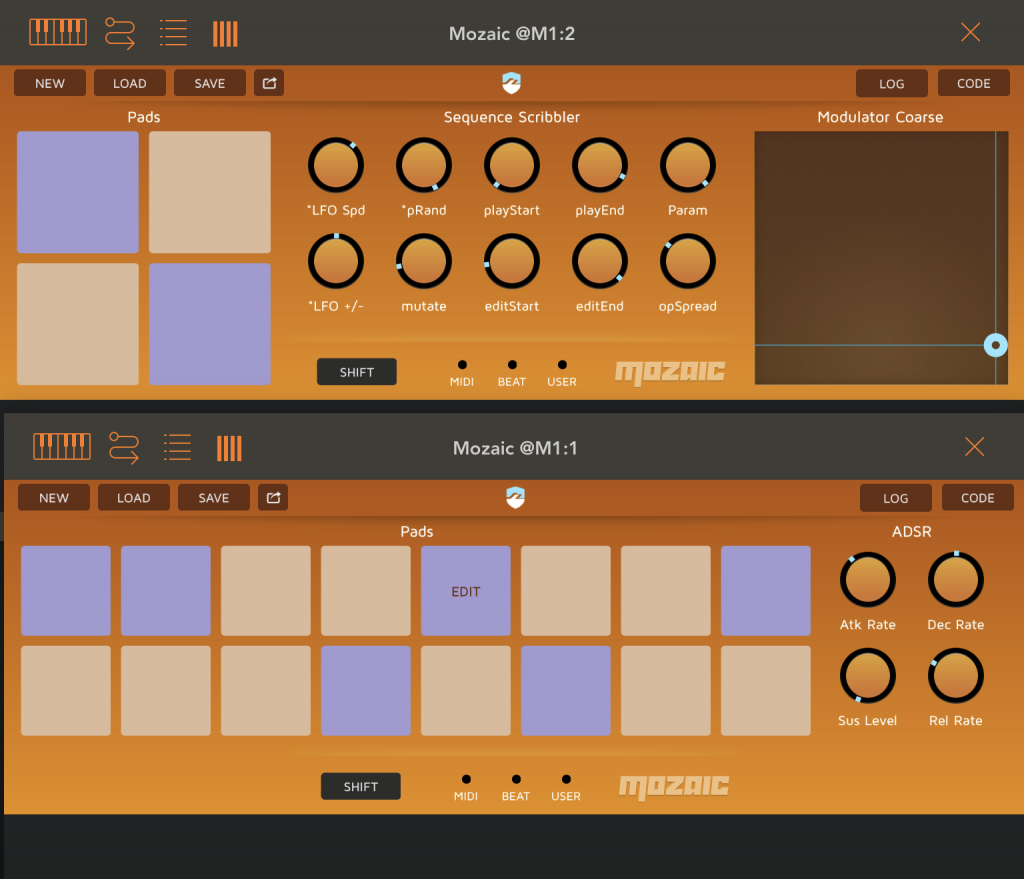 Mozaic @M1:2
NEW LOAD SAVE LOG CODE
Pads Sequence Scribbler Modulator Coarse
*LFO Spd *pRand playStart playEnd Param
*LFO +/- mutate editStart editEnd opSpread
SHIFT MIDI BEAT USER MOZAIC
Mozaic @M1:1
NEW LOAD SAVE LOG CODE
Pads ADSR
EDIT
Atk Rate Dec Rate
Sus Level Rel Rate
SHIFT MIDI BEAT USER MOZAIC